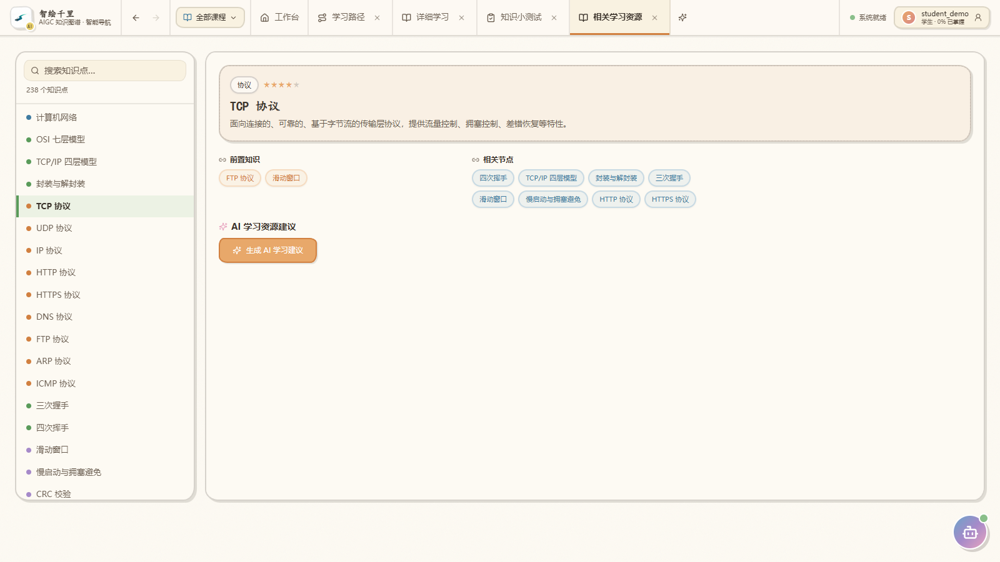 智绘千里
AIGC 知识图谱 · 智能导航
AI
全部课程
工作台
学习路径
详细学习
知识小测试
相关学习资源
系统就绪
S
student_demo
学生 · 0% 已掌握
搜索知识点...
238 个知识点
计算机网络
OSI 七层模型
TCP/IP 四层模型
封装与解封装
TCP 协议
UDP 协议
IP 协议
HTTP 协议
HTTPS 协议
DNS 协议
FTP 协议
ARP 协议
ICMP 协议
三次握手
四次挥手
滑动窗口
慢启动与拥塞避免
CRC 校验
协议
★★★★★
TCP 协议
面向连接的、可靠的、基于字节流的传输层协议，提供流量控制、拥塞控制、差错恢复等特性。
前置知识
FTP 协议 滑动窗口
相关节点
四次挥手 TCP/IP 四层模型 封装与解封装 三次握手
滑动窗口 慢启动与拥塞避免 HTTP 协议 HTTPS 协议
AI 学习资源建议
生成 AI 学习建议